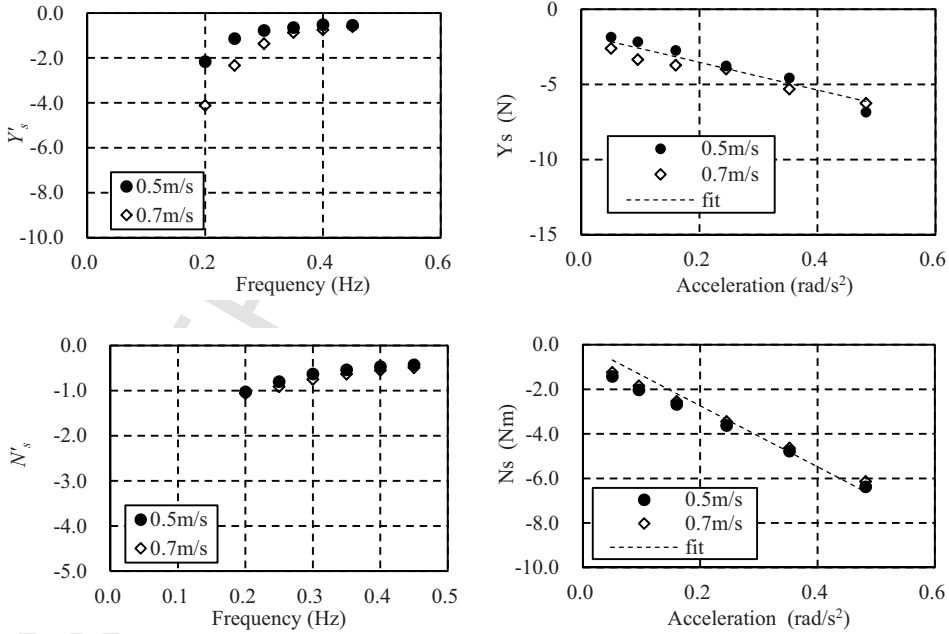 0.0
-2.0
-4.0
-6.0
-8.0
-10.0
Y's
0.5m/s
0.7m/s
0.0 0.2 0.4 0.6
Frequency (Hz)
0
-5
-10
-15
Ys (N)
0.5m/s
0.7m/s
fit
0.0 0.2 0.4 0.6
Acceleration (rad/s²)
0.0
-1.0
-2.0
-3.0
-4.0
-5.0
N's
0.5m/s
0.7m/s
0.0 0.1 0.2 0.3 0.4 0.5
Frequency (Hz)
0.0
-2.0
-4.0
-6.0
-8.0
-10.0
Ns (Nm)
0.5m/s
0.7m/s
fit
0.0 0.2 0.4 0.6
Acceleration (rad/s²)